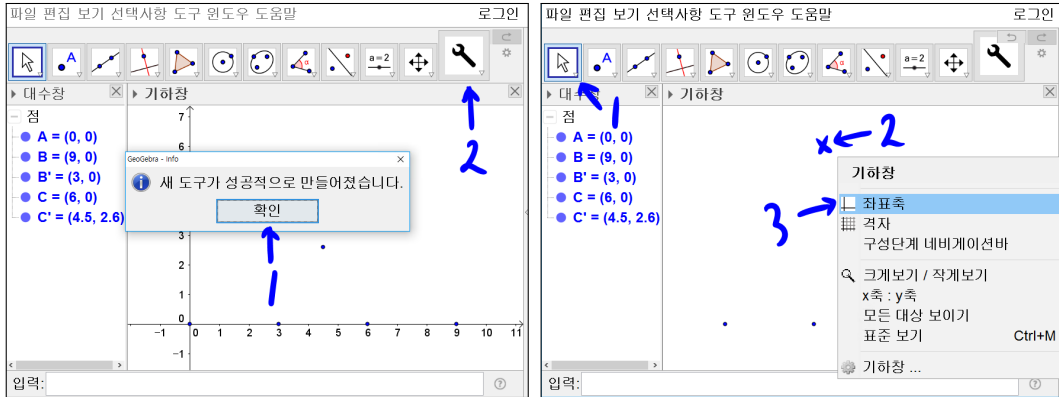 파일 편집 보기 선택사항 도구 윈도우 도움말 로그인
A a=2
대수창 기하창
점
A = (0, 0)
B = (9, 0)
B' = (3, 0)
C = (6, 0)
C' = (4.5, 2.6)
7
6
GeoGebra - Info
새 도구가 성공적으로 만들어졌습니다.
확인
3
2
1
0
−1
−1 0 1 2 3 4 5 6 7 8 9 10 11
1
2
입력:
파일 편집 보기 선택사항 도구 윈도우 도움말 로그인
A a=2
기하창
점
A = (0, 0)
B = (9, 0)
B' = (3, 0)
C = (6, 0)
C' = (4.5, 2.6)
1
x 2
3
기하창
좌표축
격자
구성단계 네비게이션바
크게보기 / 작게보기
x축 : y축
모든 대상 보이기
표준 보기 Ctrl+M
기하창 ...
입력: